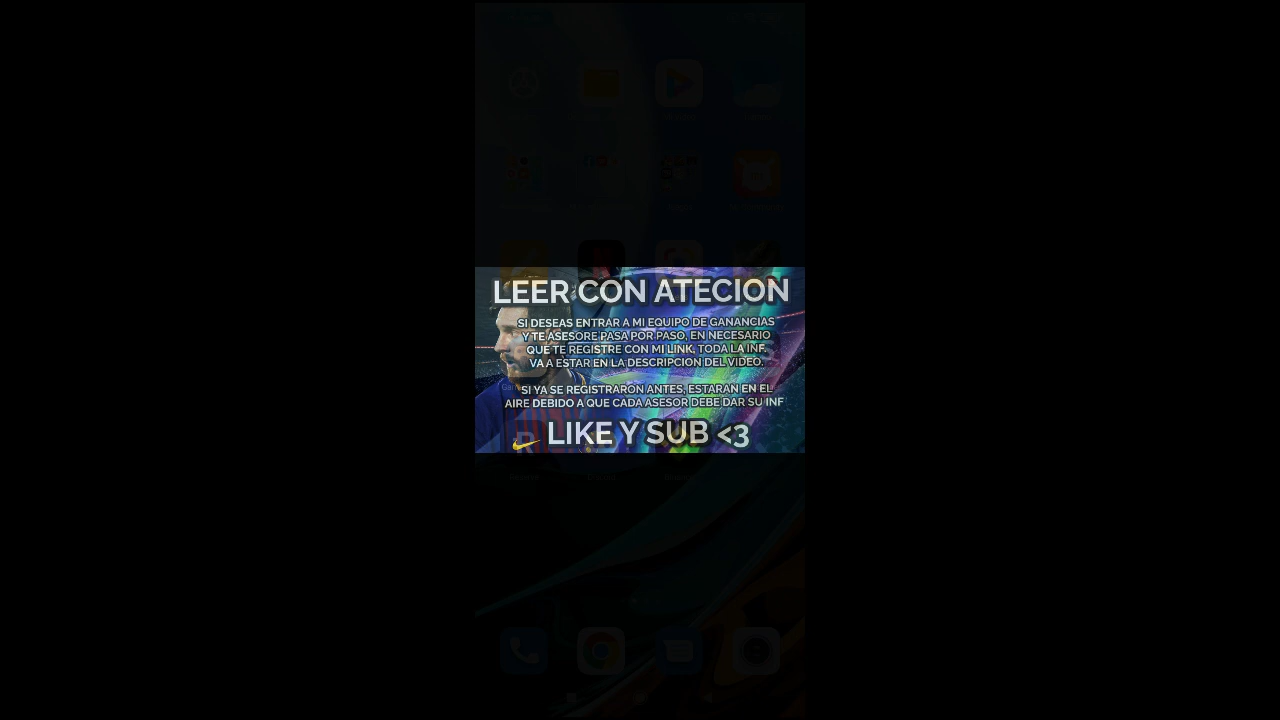 LEER CON ATECION
SI DESEAS ENTRAR A MI EQUIPO DE GANANCIAS
Y TE ASESORE PASA POR PASO, EN NECESARIO
QUE TE REGISTRE CON MI LINK, TODA LA INF.
VA A ESTAR EN LA DESCRIPCION DEL VIDEO.
SI YA SE REGISTRARON ANTES, ESTARAN EN EL
AIRE DEBIDO A QUE CADA ASESOR DEBE DAR SU INF
LIKE Y SUB <3